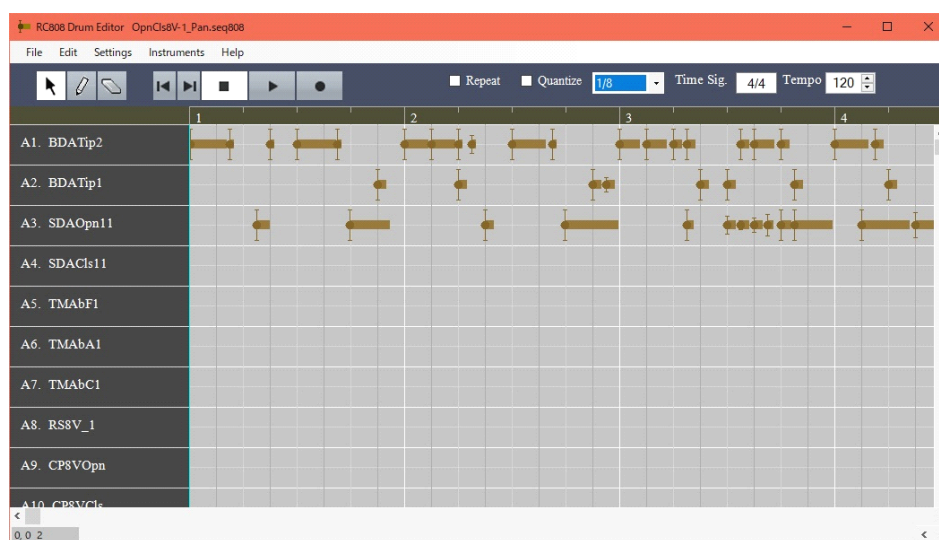 RC808 Drum Editor OpnCls8V-1_Pan.seq808
File Edit Settings Instruments Help
Repeat Quantize 1/8 Time Sig. 4/4 Tempo 120
1 2 3 4
A1. BDATip2
A2. BDATip1
A3. SDAOpn11
A4. SDACls11
A5. TMAbF1
A6. TMAbA1
A7. TMAbC1
A8. RS8V_1
A9. CP8VOpn
A10. CP8VCls
0, 0 2